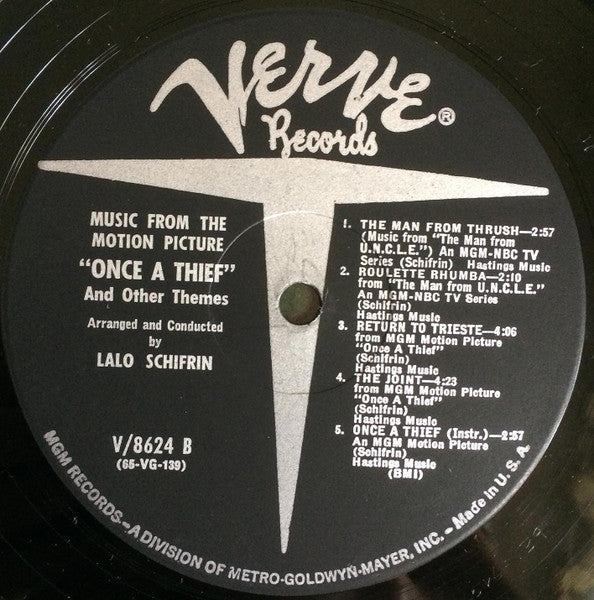 VERVE®
Records
MUSIC FROM THE
MOTION PICTURE
"ONCE A THIEF"
And Other Themes
Arranged and Conducted
by
LALO SCHIFRIN
V/8624 B
(65-VG-139)
1. THE MAN FROM THRUSH—2:57
(Music from "The Man from
U.N.C.L.E.") An MGM-NBC TV
Series (Schifrin) Hastings Music
2. ROULETTE RHUMBA—2:10
from "The Man from U.N.C.L.E."
An MGM-NBC TV Series
(Schifrin)
Hastings Music
3. RETURN TO TRIESTE—4:06
from MGM Motion Picture
"Once A Thief"
(Schifrin)
Hastings Music
4. THE JOINT—4:23
from MGM Motion Picture
"Once A Thief"
(Schifrin)
Hastings Music
5. ONCE A THIEF (Instr.)—2:57
An MGM Motion Picture
(Schifrin)
Hastings Music
(BMI)
MGM RECORDS—A DIVISION OF METRO-GOLDWYN-MAYER, INC.—Made in U.S.A.